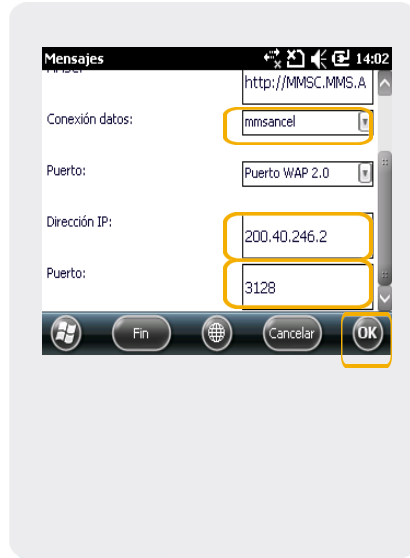 Mensajes 14:02
http://MMSC.MMS.A
Conexión datos: mmsancel
Puerto: Puerto WAP 2.0
Dirección IP: 200.40.246.2
Puerto: 3128
Fin Cancelar OK